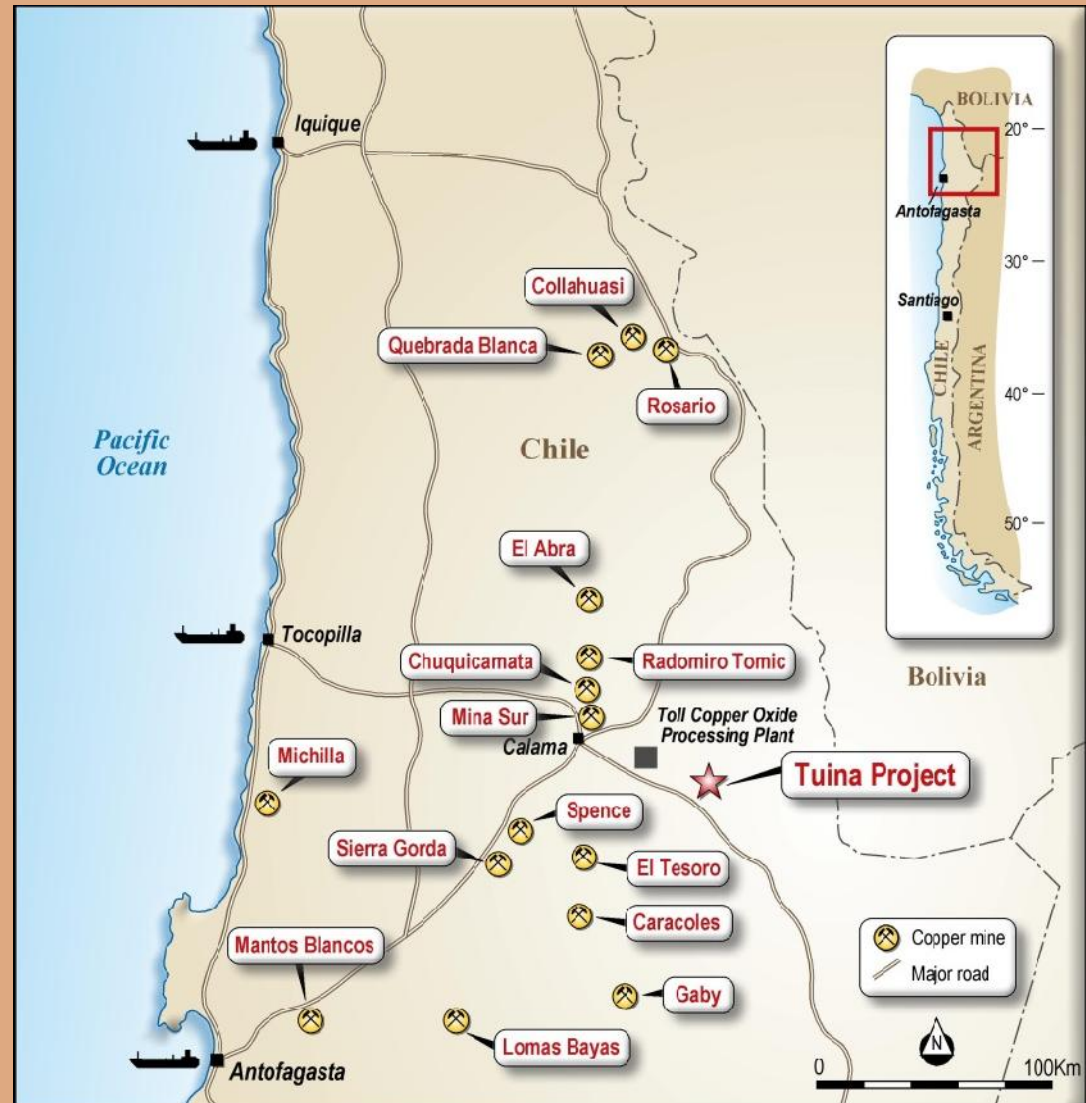 Iquique
Collahuasi
Quebrada Blanca
Rosario
Pacific
Ocean
Chile
El Abra
Tocopilla
Chuquicamata
Radomiro Tomic
Mina Sur
Calama
Toll Copper Oxide
Processing Plant
Bolivia
Michilla
Tuina Project
Spence
Sierra Gorda
El Tesoro
Caracoles
Mantos Blancos
Gaby
Lomas Bayas
Antofagasta
BOLIVIA
20°
Antofagasta
30°
Santiago
CHILE
ARGENTINA
40°
50°
Copper mine
Major road
N
0
100Km